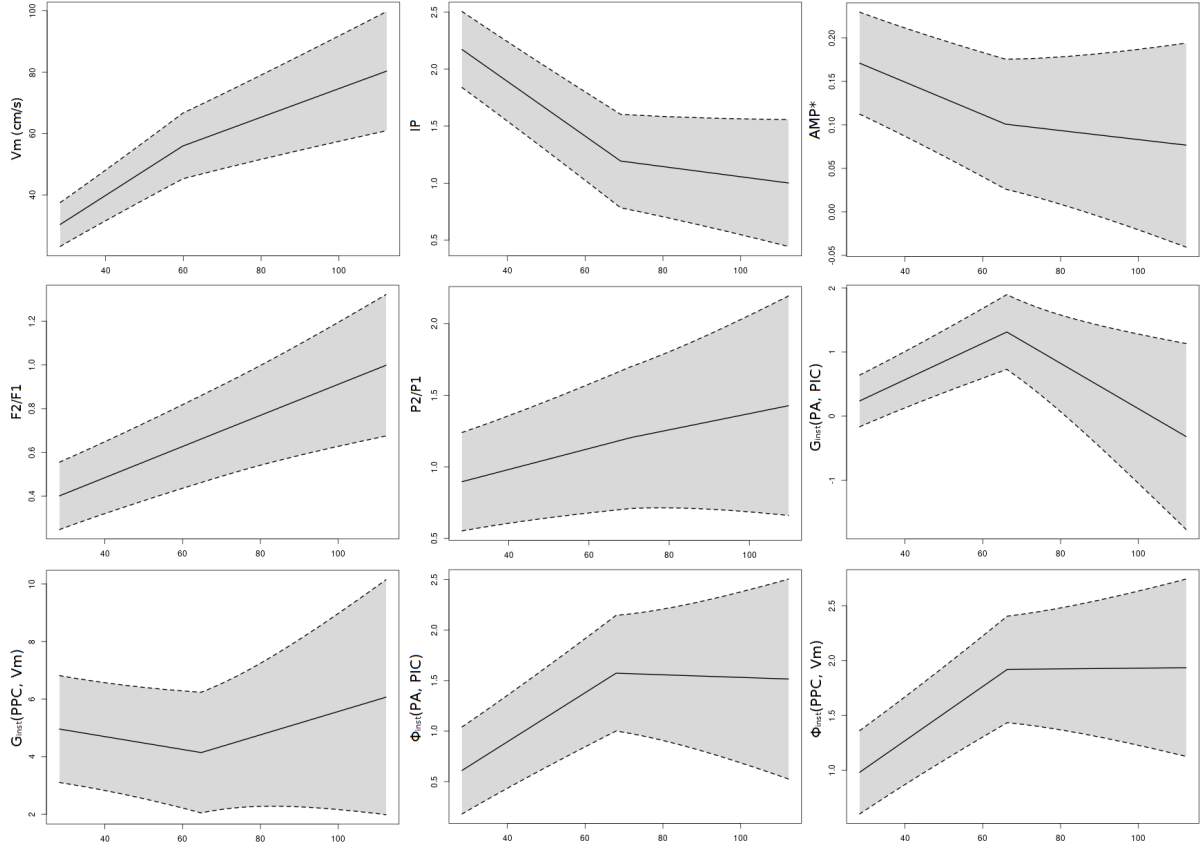 Vm (cm/s)
100
80
60
40
40 60 80 100
IP
2.5
2.0
1.5
1.0
0.5
40 60 80 100
AMP*
0.20
0.15
0.10
0.05
0.00
-0.05
40 60 80 100
F2/F1
1.2
1.0
0.8
0.6
0.4
40 60 80 100
P2/P1
2.0
1.5
1.0
0.5
40 60 80 100
Ginst(PA, PIC)
2
1
0
-1
40 60 80 100
Ginst(PPC, Vm)
10
8
6
4
2
40 60 80 100
Φinst(PA, PIC)
2.5
2.0
1.5
1.0
0.5
40 60 80 100
Φinst(PPC, Vm)
2.5
2.0
1.5
1.0
40 60 80 100